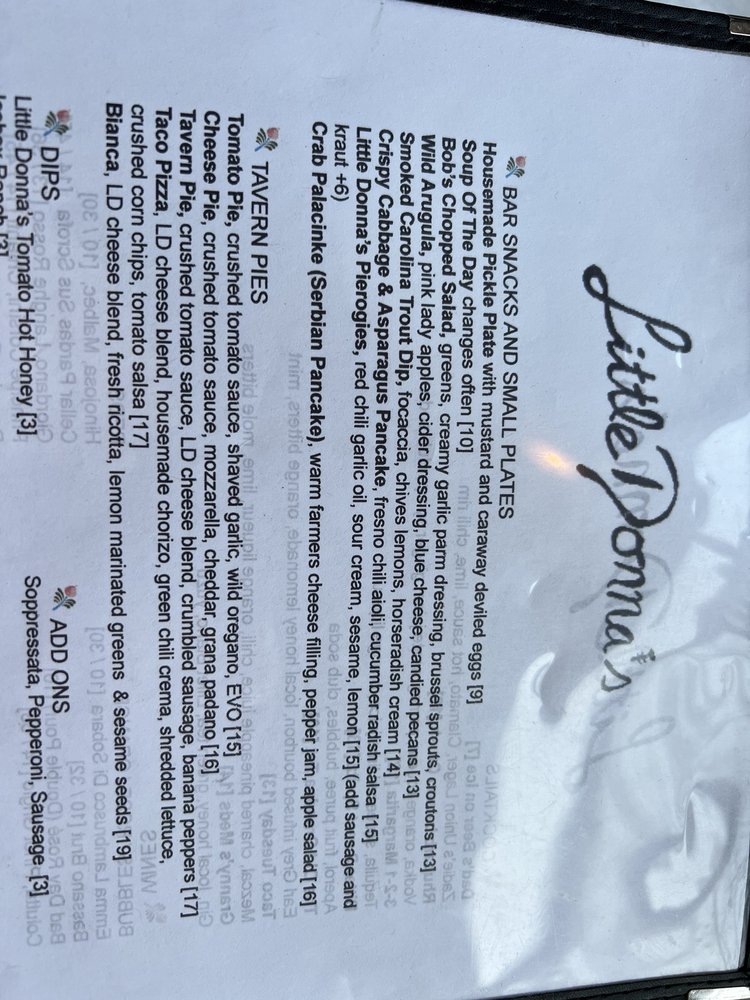 Little Donna's
BAR SNACKS AND SMALL PLATES
Housemade Pickle Plate with mustard and caraway deviled eggs [9]
Soup Of The Day changes often [10]
Bob's Chopped Salad, greens, creamy garlic parm dressing, brussel sprouts, croutons [13]
Wild Arugula, pink lady apples, cider dressing, blue cheese, candied pecans [13]
Smoked Carolina Trout Dip, focaccia, chives lemons, horseradish cream [14]
Crispy Cabbage & Asparagus Pancake, fresno chili aiolii, cucumber radish salsa [15]
Little Donna's Pierogies, red chili garlic oil, sour cream, sesame, lemon [15] (add sausage and
kraut +6)
Crab Palacinke (Serbian Pancake), warm farmers cheese filling, pepper jam, apple salad [16]
TAVERN PIES
Tomato Pie, crushed tomato sauce, shaved garlic, wild oregano, EVO [15]
Cheese Pie, crushed tomato sauce, mozzarella, cheddar, grana padano [16]
Tavern Pie, crushed tomato sauce, LD cheese blend, crumbled sausage, banana peppers [17]
Taco Pizza, LD cheese blend, housemade chorizo, green chili crema, shredded lettuce,
crushed corn chips, tomato salsa [17]
Bianca, LD cheese blend, fresh ricotta, lemon marinated greens & sesame seeds [19]
DIPS
Little Donna's Tomato Hot Honey [3]
ADD ONS
Soppressata, Pepperoni, Sausage [3]